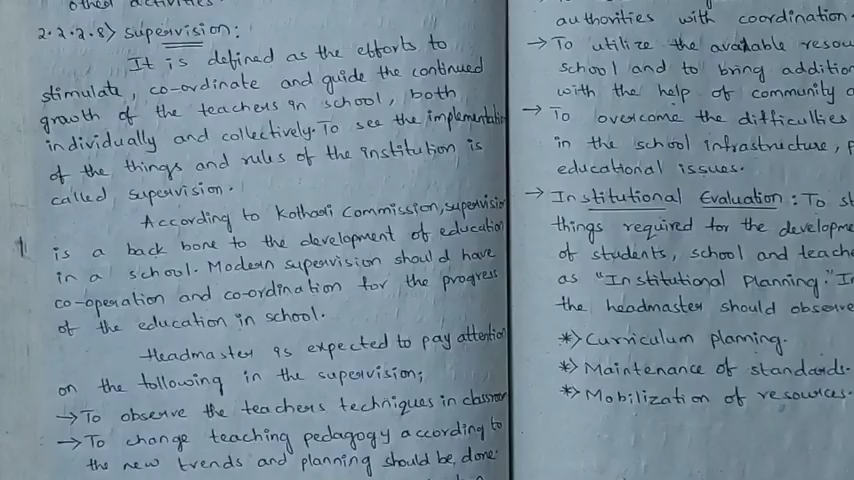 other activities.
2.2.2.8> Supervision:
It is defined as the efforts to
stimulate, co-ordinate and guide the continued
growth of the teachers in school, both
individually and collectively. To see the implementation
of the things and rules of the institution is
called supervision.
According to Kothari Commission, supervision
is a back bone to the development of education
in a school. Modern supervision should have
co-operation and co-ordination for the progress
of the education in school.
Headmaster is expected to pay attention
on the following in the supervision;
→ To observe the teachers techniques in classroom
→ To change teaching pedagogy according to
the new trends and planning should be, done.
authorities with coordination.
→ To utilize the available resou
school and to bring addition
with the help of community
→ To overcome the difficulties
in the school infrastructure,
educational issues.
→ Institutional Evaluation: To st
things required for the developme
of students, school and teache
as "Institutional Planning." I
the headmaster should observe
*> Curriculum planning.
*> Maintenance of standards.
*> Mobilization of resources.